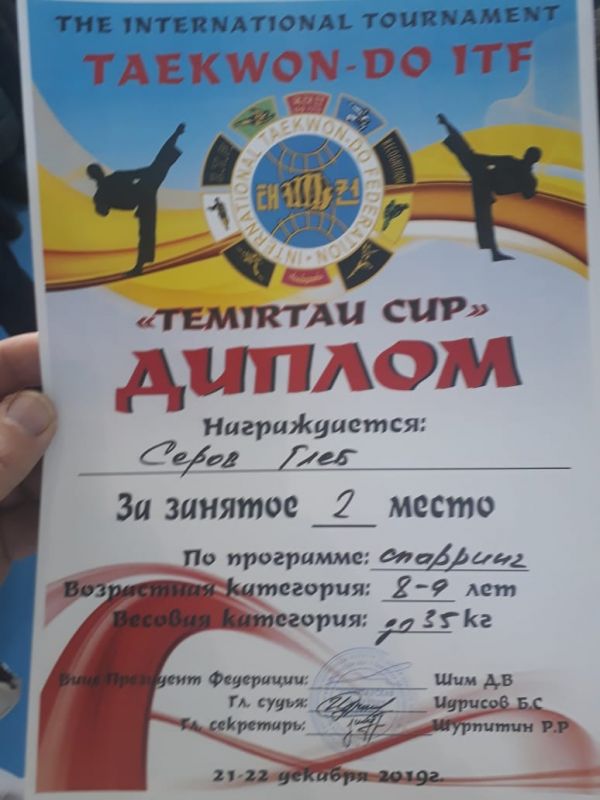 THE INTERNATIONAL TOURNAMENT
TAEKWON-DO ITF
INTERNATIONAL TAEKWON-DO FEDERATION
태 권
«TEMIRTAU CUP»
ДИПЛОМ
Награждается:
Серов Глеб
За занятое 2 место
По программе: спарринг
Возрастная категория: 8-9 лет
Весовая категория: до 35 кг
Вице Президент Федерации: Шим Д.В
Гл. судья: Идрисов Б.С
Гл. секретарь: Шурпитин Р.Р
21-22 декабря 2019г.